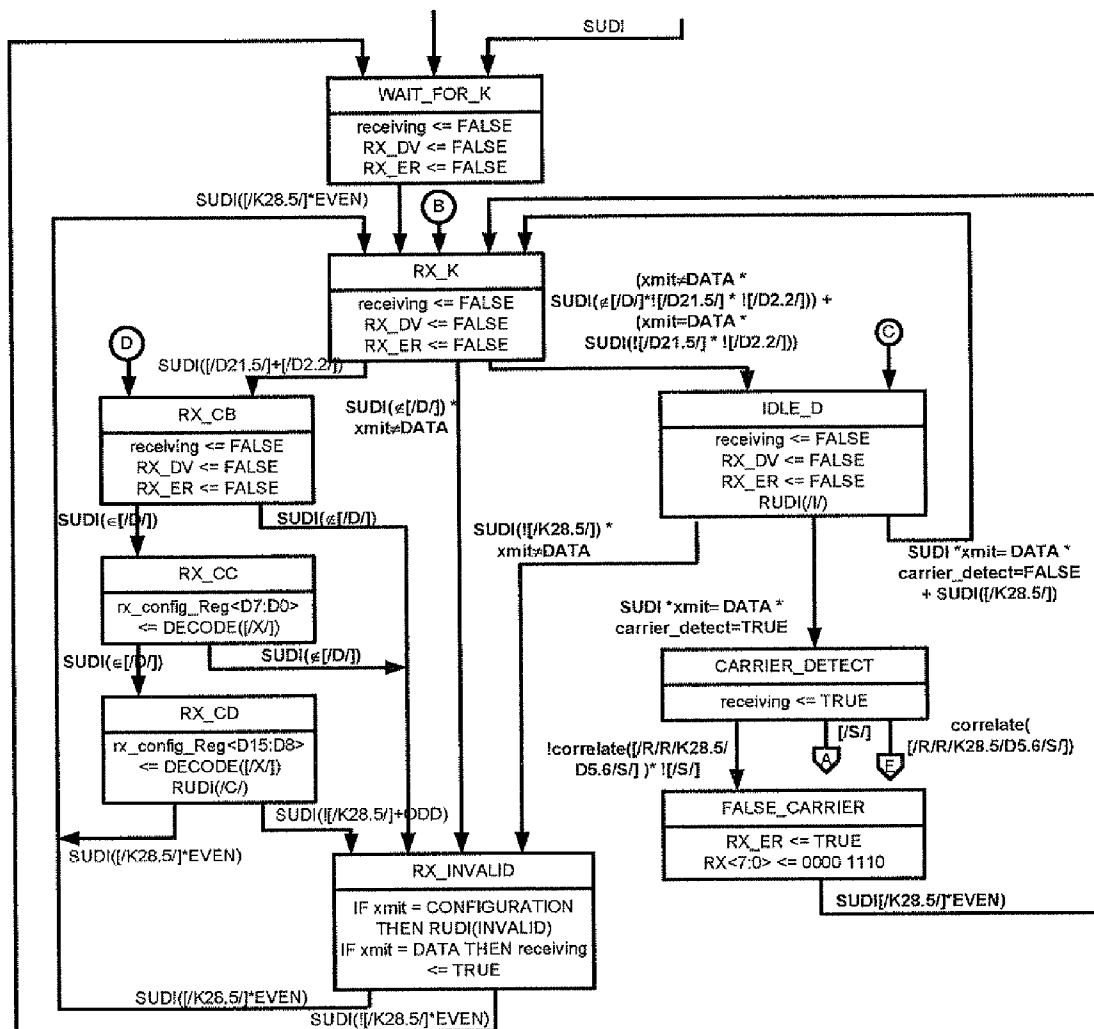 SUDI
WAIT_FOR_K
receiving <= FALSE
RX_DV <= FALSE
RX_ER <= FALSE
SUDI([/K28.5/]*EVEN)
B
RX_K
receiving <= FALSE
RX_DV <= FALSE
RX_ER <= FALSE
(xmit≠DATA *
SUDI(∉[/D/]*![/D21.5/] * ![/D2.2/])) +
(xmit=DATA *
SUDI(![/D21.5/] * ![/D2.2/]))
D
C
SUDI([/D21.5/]+[/D2.2/])
RX_CB
receiving <= FALSE
RX_DV <= FALSE
RX_ER <= FALSE
SUDI(∉[/D/]) *
xmit≠DATA
IDLE_D
receiving <= FALSE
RX_DV <= FALSE
RX_ER <= FALSE
RUDI(/I/)
SUDI(∈[/D/])
SUDI(∉[/D/])
SUDI(![/K28.5/]) *
xmit≠DATA
SUDI *xmit= DATA *
carrier_detect=FALSE
+ SUDI([/K28.5/])
RX_CC
rx_config_Reg<D7:D0>
<= DECODE([/X/])
SUDI *xmit= DATA *
carrier_detect=TRUE
SUDI(∈[/D/])
SUDI(∉[/D/])
CARRIER_DETECT
receiving <= TRUE
RX_CD
rx_config_Reg<D15:D8>
<= DECODE([/X/])
RUDI(/C/)
!correlate([/R/R/K28.5/
D5.6/S/] )* ![/S/]
[/S/]
A
E
correlate(
[/R/R/K28.5/D5.6/S/])
FALSE_CARRIER
RX_ER <= TRUE
RX<7:0> <= 0000 1110
SUDI(![/K28.5/]+ODD)
SUDI([/K28.5/]*EVEN)
RX_INVALID
IF xmit = CONFIGURATION
THEN RUDI(INVALID)
IF xmit = DATA THEN receiving
<= TRUE
SUDI[/K28.5/]*EVEN)
SUDI([/K28.5/]*EVEN)
SUDI(![/K28.5/]*EVEN)